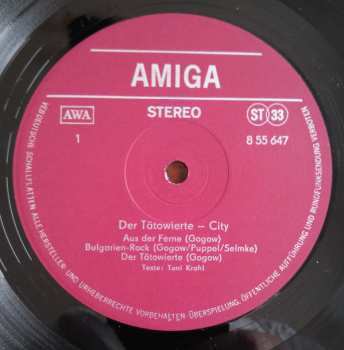 AMIGA
STEREO
AWA
ST 33
1
8 55 647
Der Tätowierte – City
Aus der Ferne (Gogow)
Bulgarien-Rock (Gogow/Puppel/Selmke)
Der Tätowierte (Gogow)
Texte: Toni Krahl
VEB DEUTSCHE SCHALLPLATTEN. ALLE HERSTELLER- UND URHEBERRECHTE VORBEHALTEN · ÜBERSPIELUNG, ÖFFENTLICHE AUFFÜHRUNG UND RUNDFUNKSENDUNG VERBOTEN